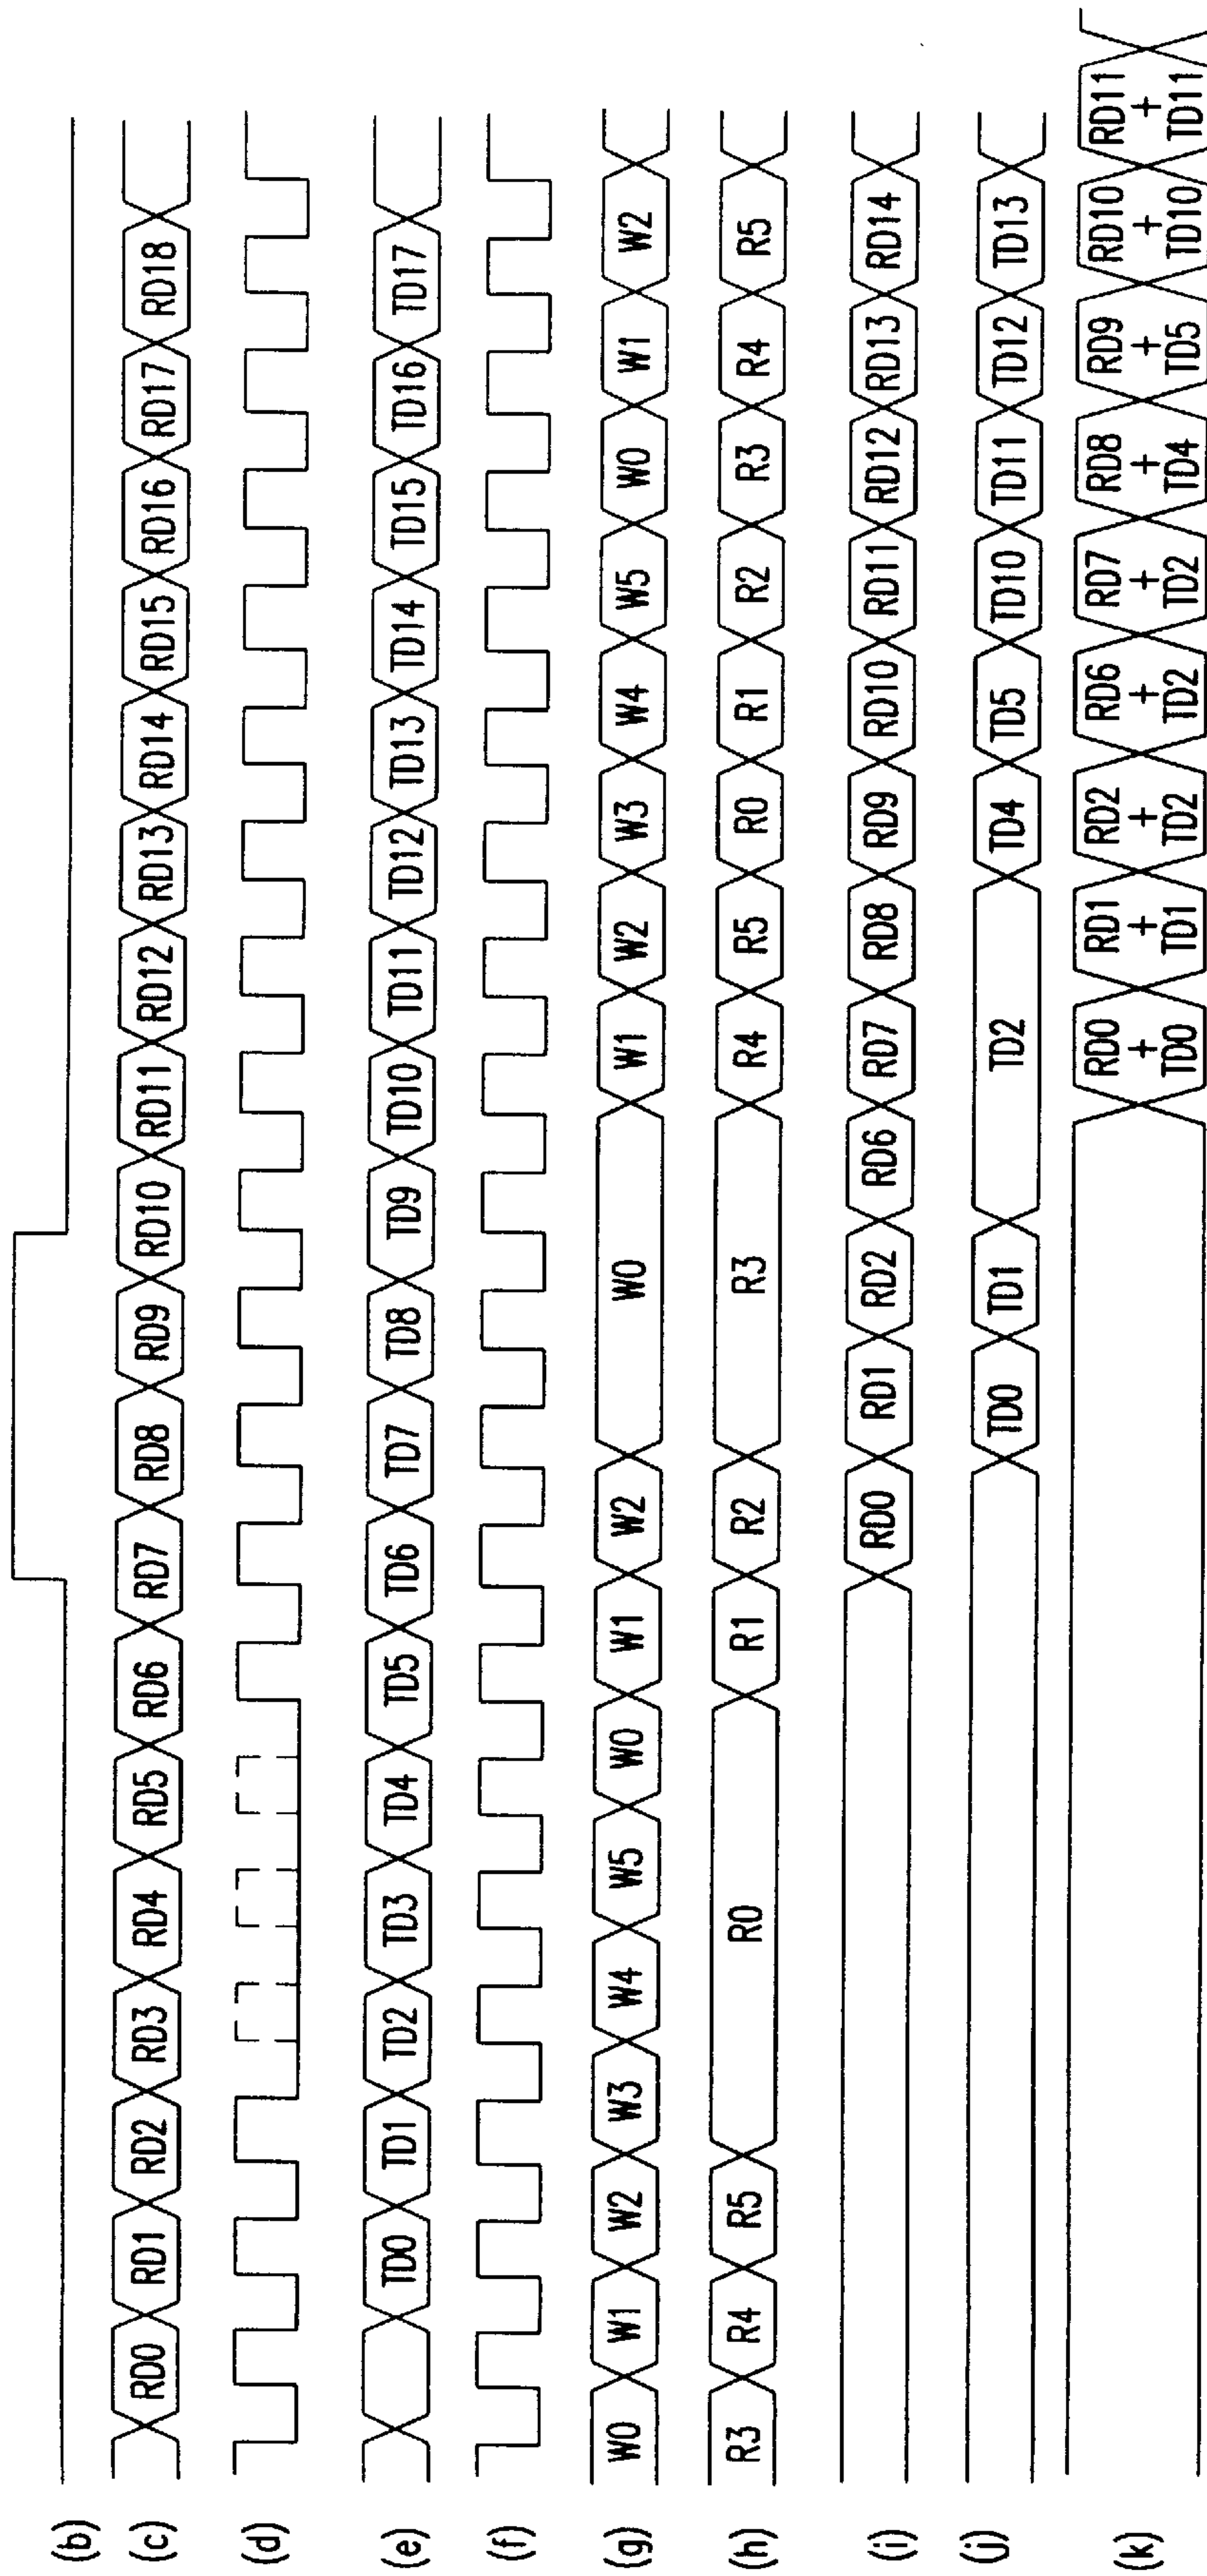 (b)
(c) RD0 RD1 RD2 RD3 RD4 RD5 RD6 RD7 RD8 RD9 RD10 RD11 RD12 RD13 RD14 RD15 RD16 RD17 RD18
(d)
(e) TD0 TD1 TD2 TD3 TD4 TD5 TD6 TD7 TD8 TD9 TD10 TD11 TD12 TD13 TD14 TD15 TD16 TD17
(f)
(g) W0 W1 W2 W3 W4 W5 W0 W1 W2 W0 W1 W2 W3 W4 W5 W0 W1 W2
(h) R3 R4 R5 R0 R1 R2 R3 R4 R5 R0 R1 R2 R3 R4 R5
(i) RD0 RD1 RD2 RD6 RD7 RD8 RD9 RD10 RD11 RD12 RD13 RD14
(j) TD0 TD1 TD2 TD4 TD5 TD10 TD11 TD12 TD13
(k) RD0 + TD0 RD1 + TD1 RD2 + TD2 RD6 + TD2 RD7 + TD2 RD8 + TD4 RD9 + TD5 RD10 + TD10 RD11 + TD11